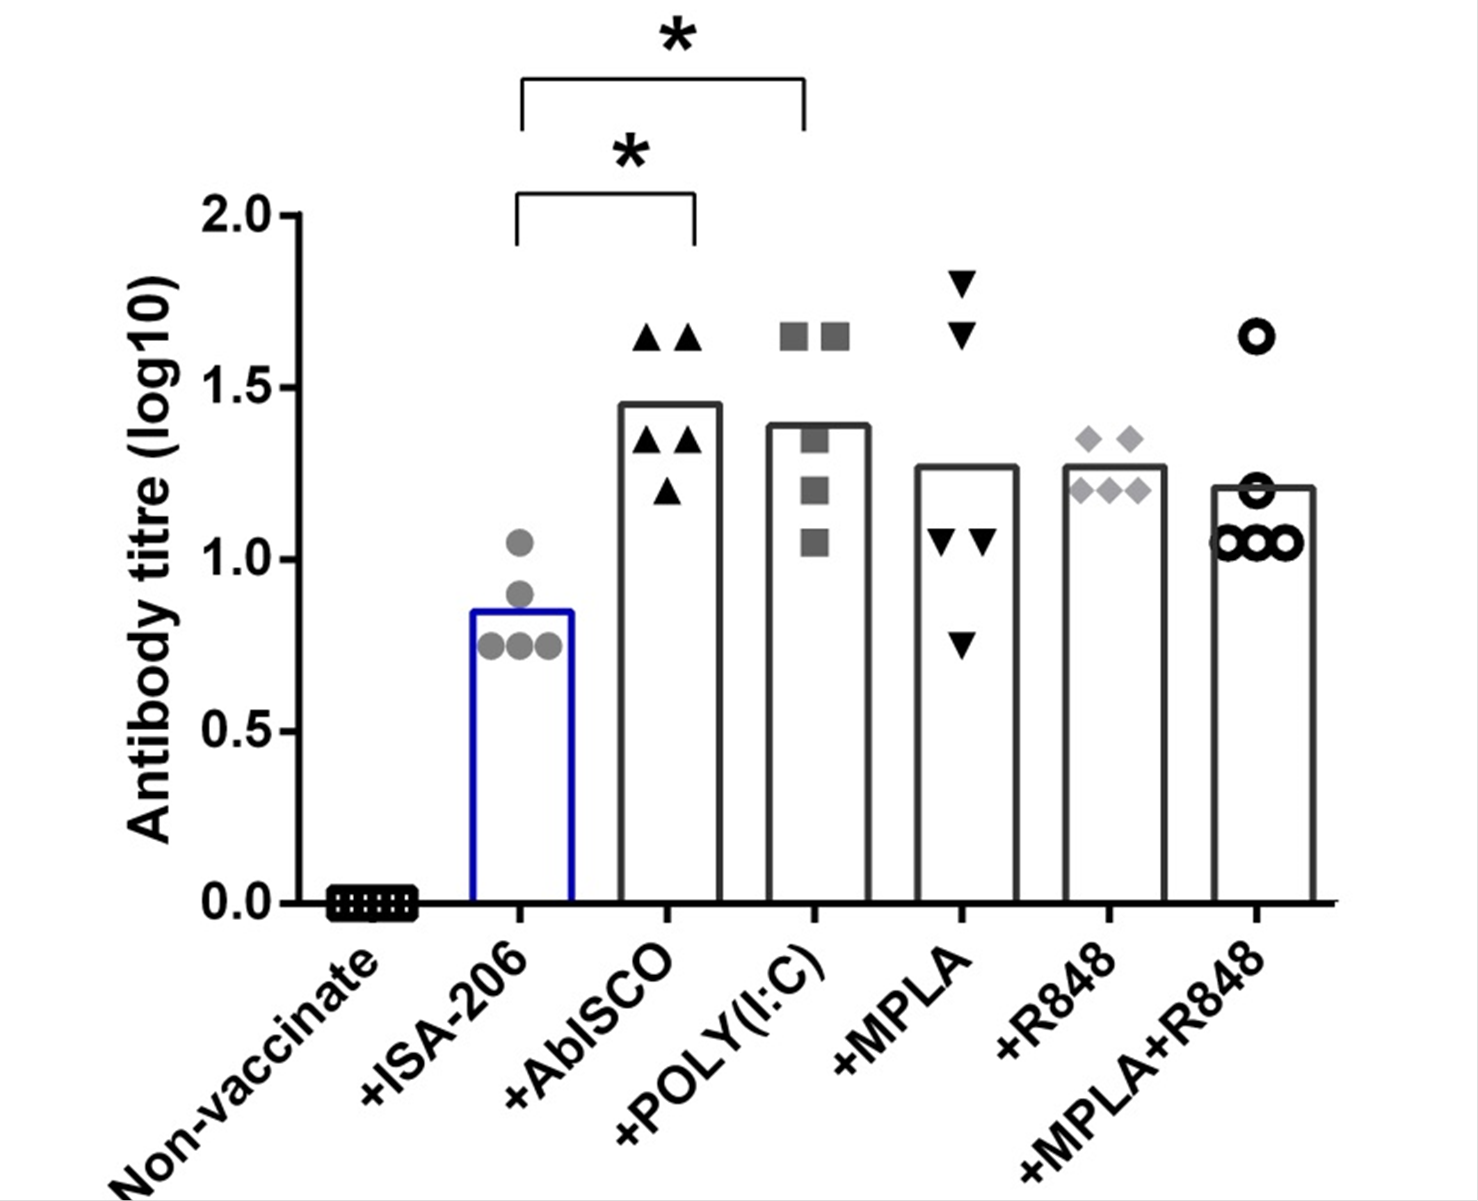 *
*
2.0
1.5
1.0
0.5
0.0
Antibody titre (log10)
Non-vaccinate
+ISA-206
+AbISCO
+POLY(I:C)
+MPLA
+R848
+MPLA+R848